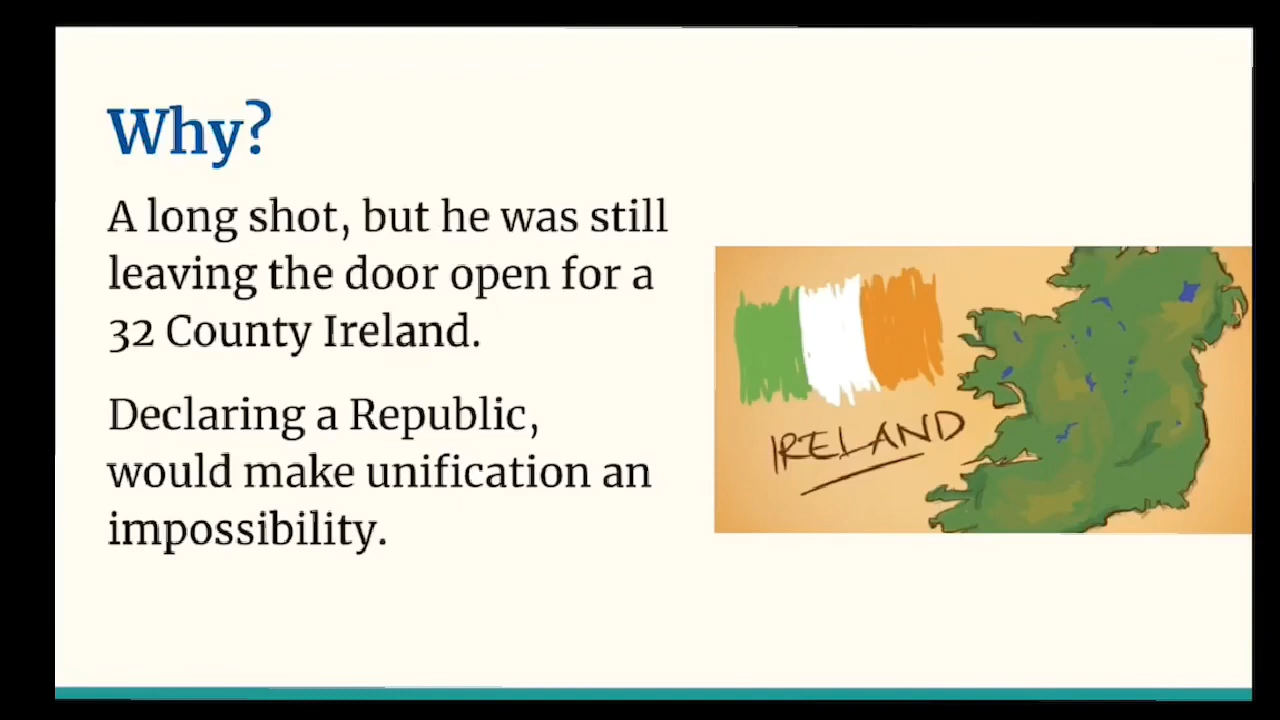 Why?
A long shot, but he was still
leaving the door open for a
32 County Ireland.
Declaring a Republic,
would make unification an
impossibility.
IRELAND